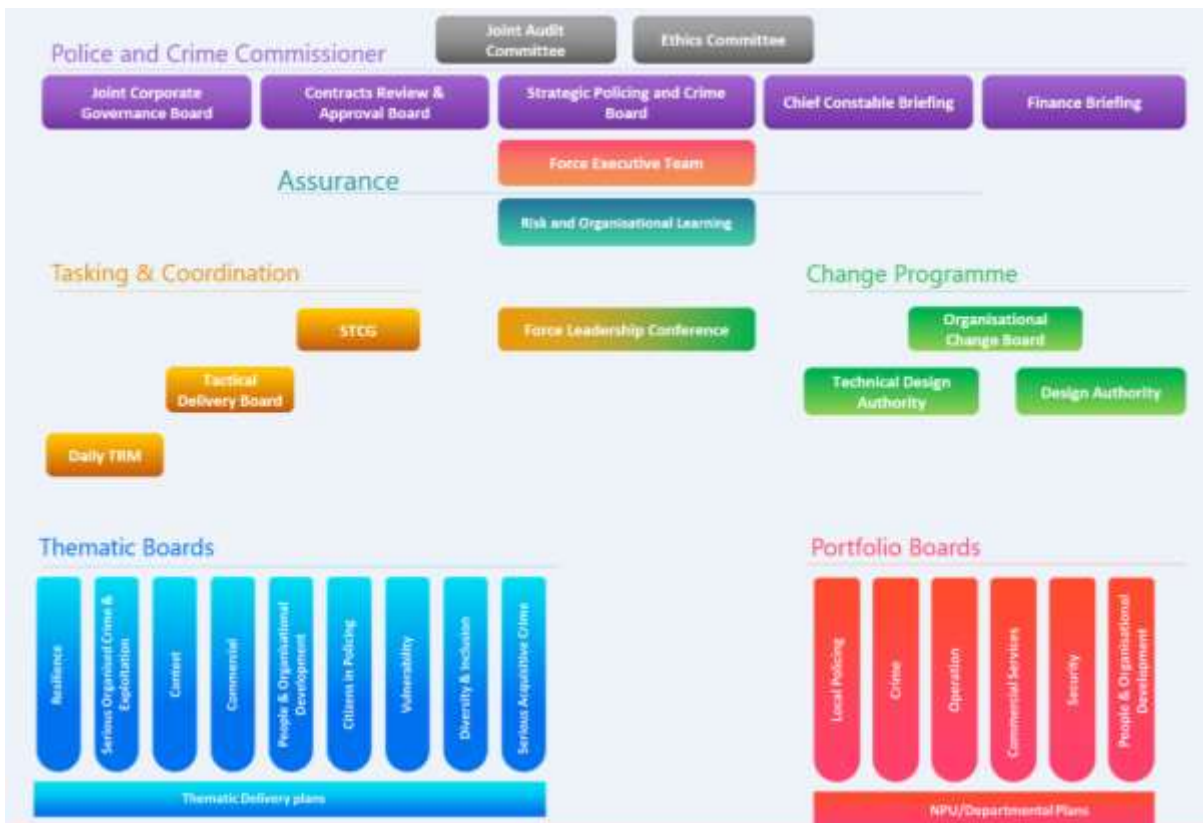 Joint Audit
Committee
Ethics Committee
Police and Crime Commissioner
Joint Corporate
Governance Board
Contracts Review &
Approval Board
Strategic Policing and Crime
Board
Chief Constable Briefing
Finance Briefing
Force Executive Team
Assurance
Risk and Organisational Learning
Tasking & Coordination
Change Programme
STCG
Force Leadership Conference
Organisational
Change Board
Tactical
Delivery Board
Technical Design
Authority
Design Authority
Daily TRM
Thematic Boards
Portfolio Boards
Resilience
Serious Organised Crime &
Exploitation
Contact
Commercial
People & Organisational
Development
Citizens in Policing
Vulnerability
Diversity & Inclusion
Serious Acquisitive Crime
Local Policing
Crime
Operation
Commercial Services
Security
People & Organisational
Development
Thematic Delivery plans
NPU/Departmental Plans